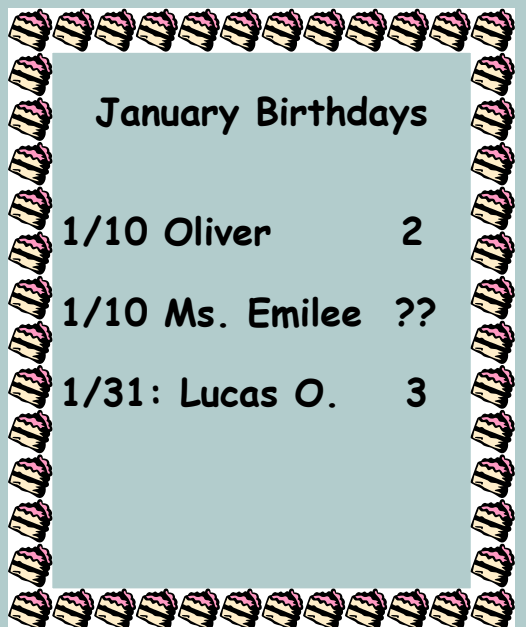 January Birthdays
1/10 Oliver 2
1/10 Ms. Emilee ??
1/31: Lucas O. 3